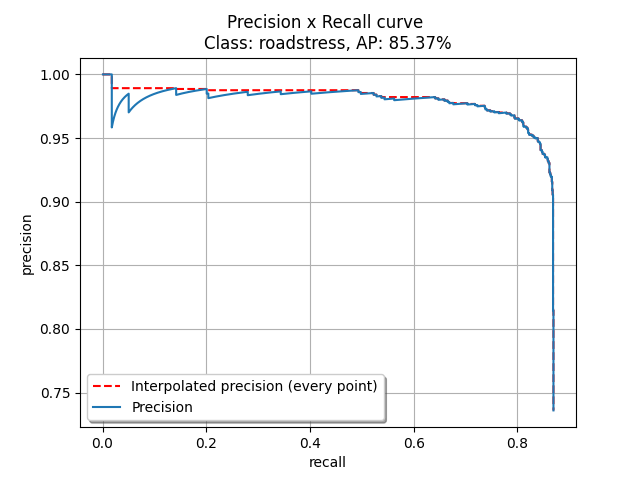 Precision x Recall curve
Class: roadstress, AP: 85.37%
1.00
0.95
0.90
0.85
0.80
0.75
precision
Interpolated precision (every point)
Precision
0.0 0.2 0.4 0.6 0.8
recall